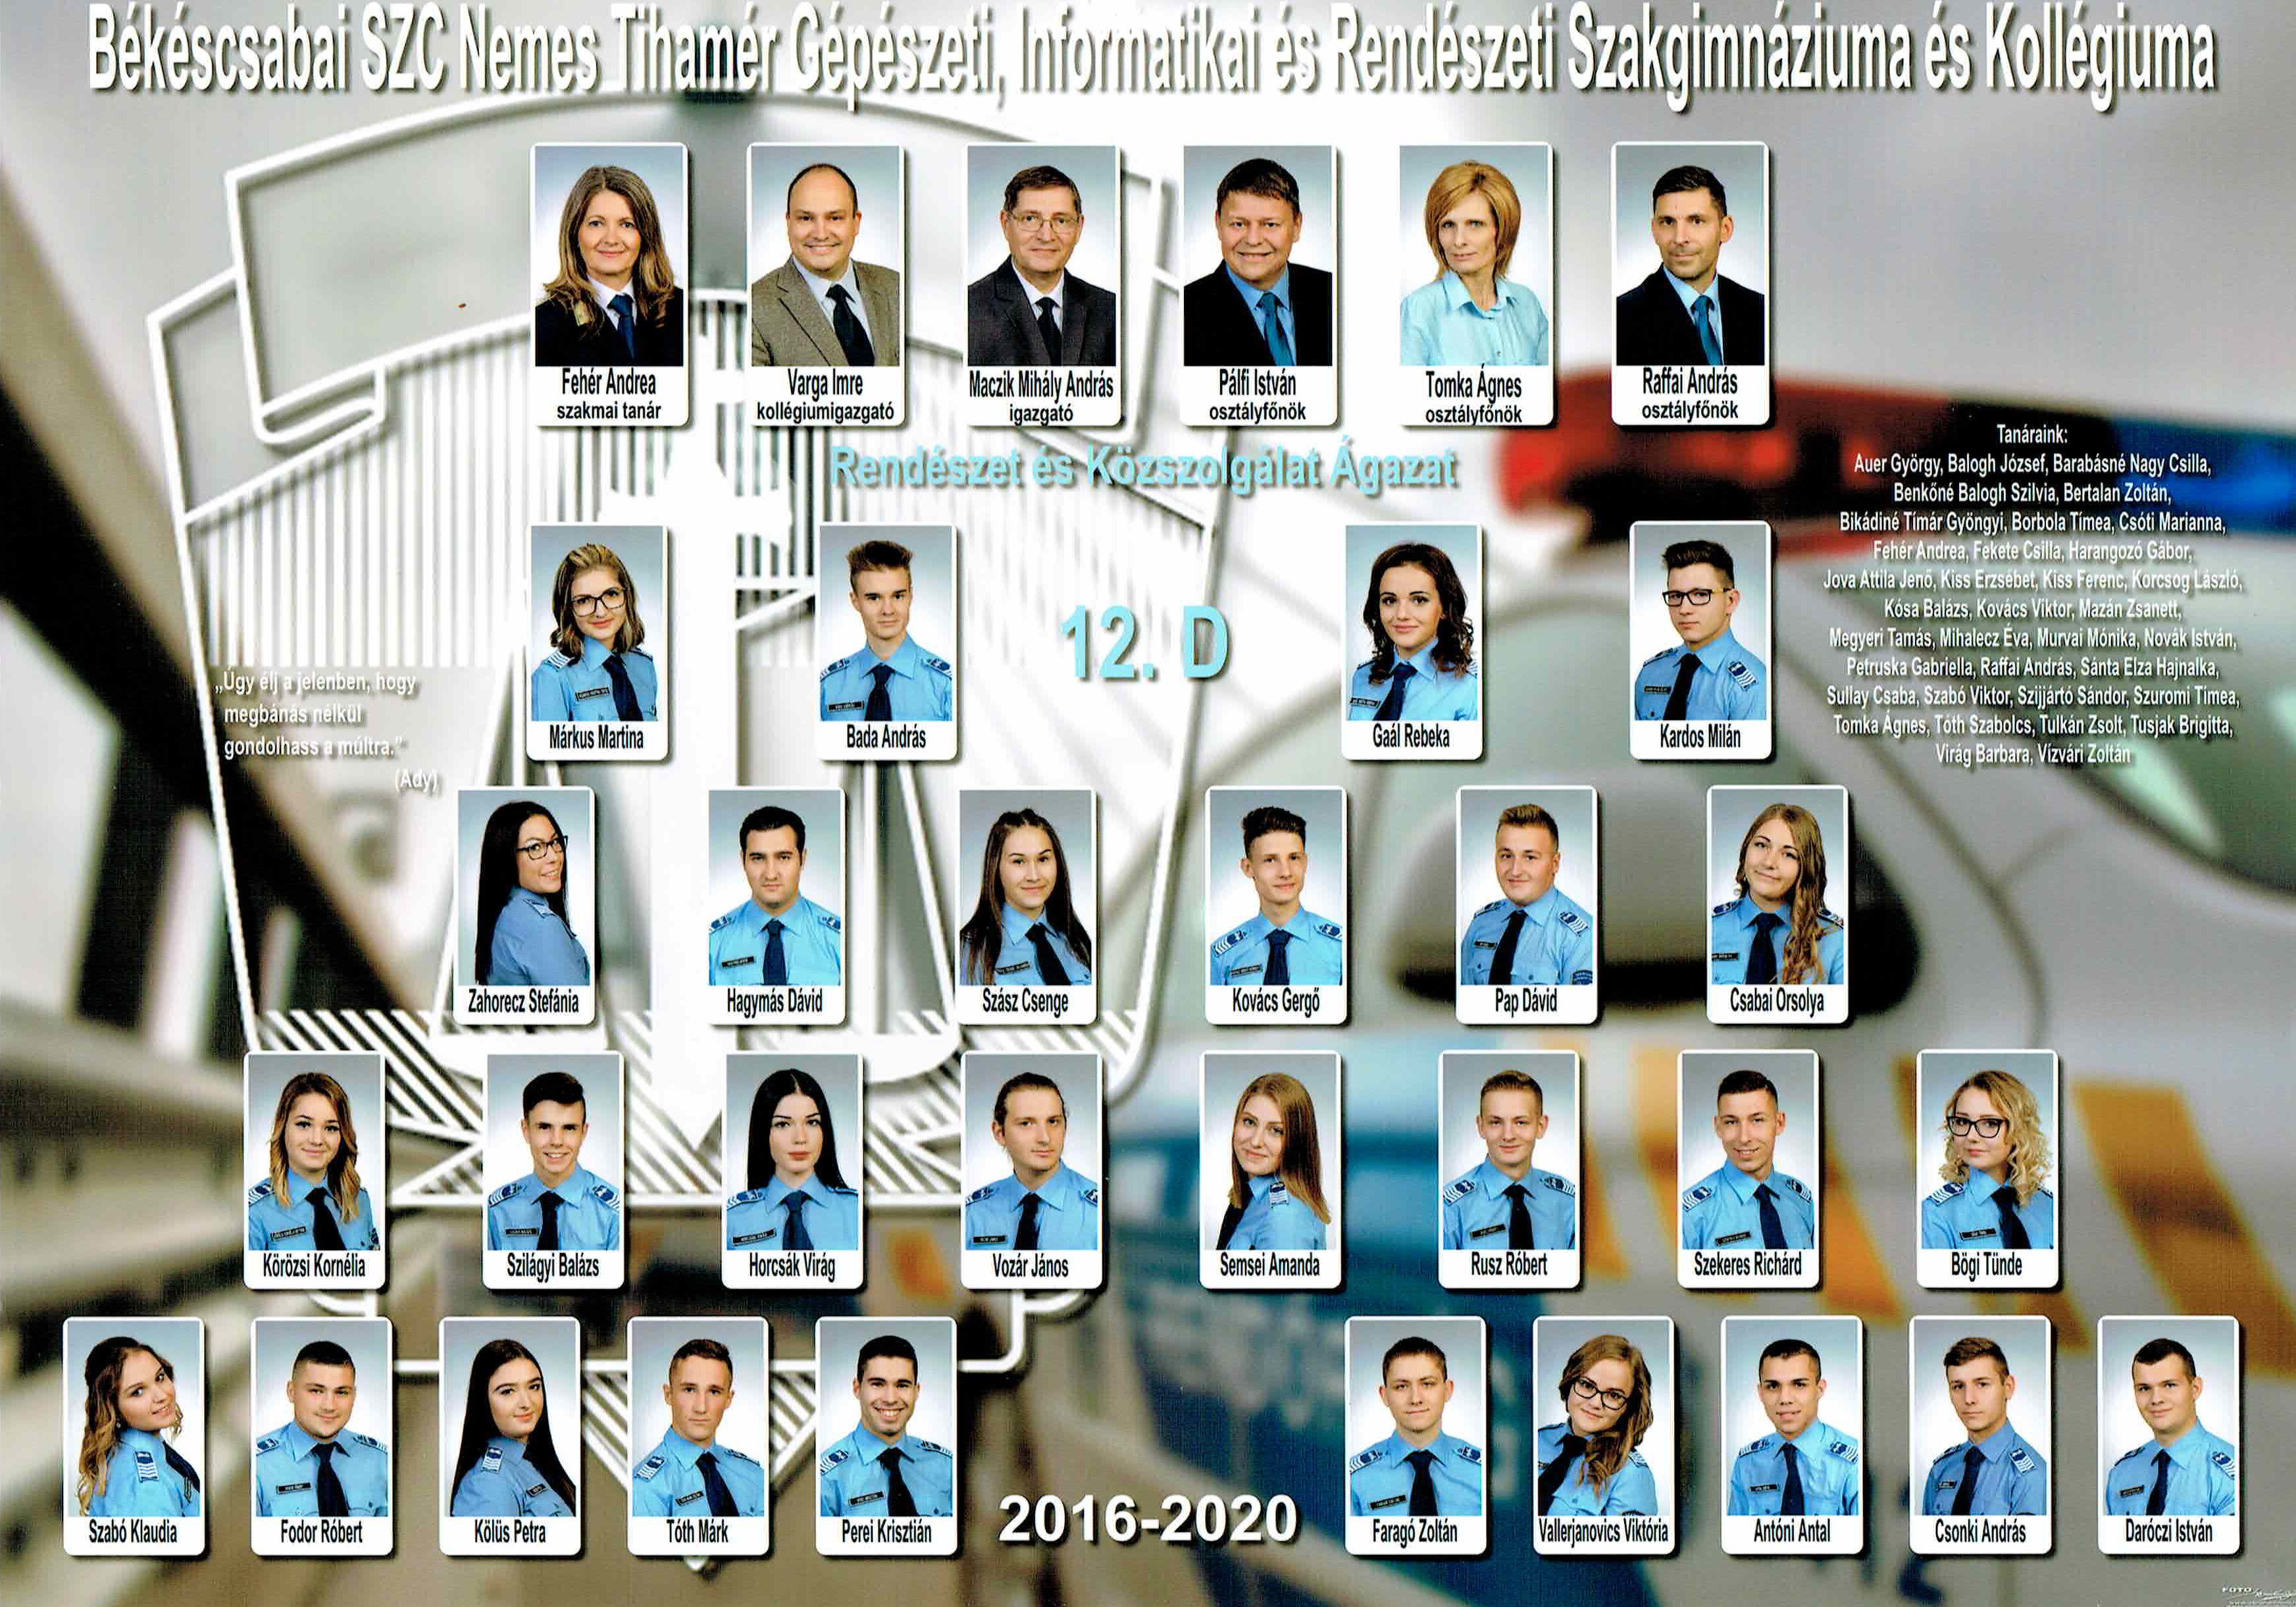 Békéscsabai SZC Nemes Tihamér Gépészeti, Informatikai és Rendészeti Szakgimnáziuma és Kollégiuma
Fehér Andrea
szakmai tanár
Varga Imre
kollégiumigazgató
Maczik Mihály András
igazgató
Pálfi István
osztályfőnök
Tomka Ágnes
osztályfőnök
Raffai András
osztályfőnök
Rendészet és Közszolgálat Ágazat
Tanáraink:
Auer György, Balogh József, Barabásné Nagy Csilla,
Benkőné Balogh Szilvia, Bertalan Zoltán,
Bikádiné Tímár Gyöngyi, Borbola Tímea, Csóti Marianna,
Fehér Andrea, Fekete Csilla, Harangozó Gábor,
Jova Attila Jenő, Kiss Erzsébet, Kiss Ferenc, Korcsog László,
Kósa Balázs, Kovács Viktor, Mazán Zsanett,
Megyeri Tamás, Mihalecz Éva, Murvai Mónika, Novák István,
Petruska Gabriella, Raffai András, Sánta Elza Hajnalka,
Sullay Csaba, Szabó Viktor, Szijjártó Sándor, Szuromi Tímea,
Tomka Ágnes, Tóth Szabolcs, Tulkán Zsolt, Tusjak Brigitta,
Virág Barbara, Vízvári Zoltán
12. D
„Úgy élj a jelenben, hogy
megbánás nélkül
gondolhass a múltra."
(Ady)
Márkus Martina
Bada András
Gaál Rebeka
Kardos Milán
Zahorecz Stefánia
Hagymás Dávid
Szász Csenge
Kovács Gergő
Pap Dávid
Csabai Orsolya
Körözsi Kornélia
Szilágyi Balázs
Horcsák Virág
Vozár János
Semsei Amanda
Rusz Róbert
Szekeres Richárd
Bögi Tünde
Szabó Klaudia
Fodor Róbert
Kölüs Petra
Tóth Márk
Perei Krisztián
2016-2020
Faragó Zoltán
Vallerjanovics Viktória
Antóni Antal
Csonki András
Daróczi István
FOTO